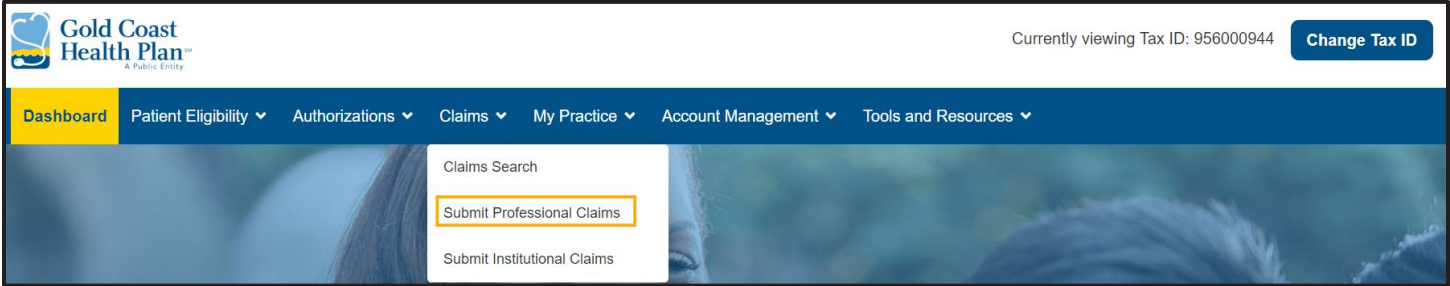 Gold Coast
Health Plan℠
A Public Entity
Currently viewing Tax ID: 956000944
Change Tax ID
Dashboard Patient Eligibility Authorizations Claims My Practice Account Management Tools and Resources
Claims Search
Submit Professional Claims
Submit Institutional Claims